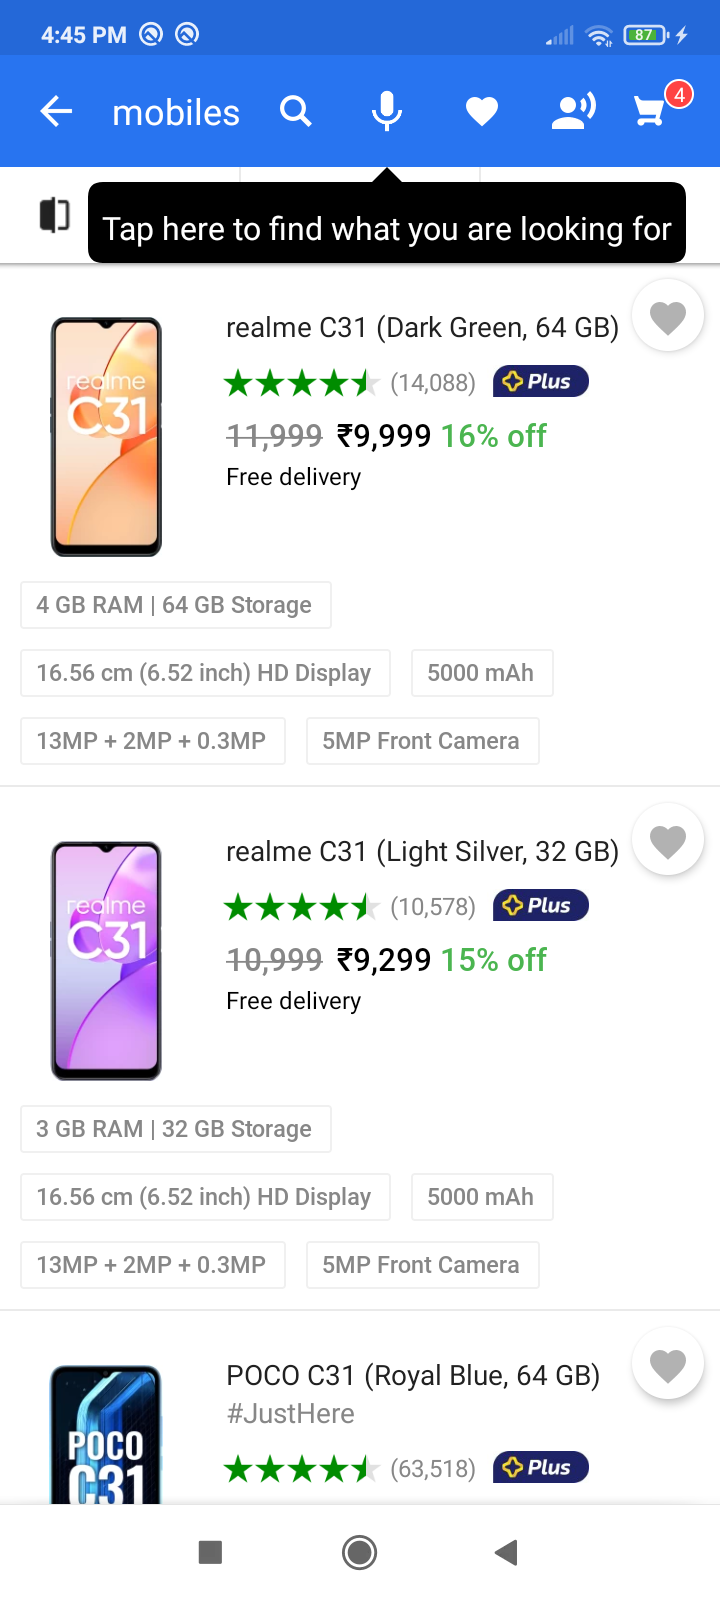 4:45 PM
87
mobiles
4
Tap here to find what you are looking for
realme C31 (Dark Green, 64 GB)
realme
C31
(14,088)
Plus
11,999 ₹9,999 16% off
Free delivery
4 GB RAM | 64 GB Storage
16.56 cm (6.52 inch) HD Display
5000 mAh
13MP + 2MP + 0.3MP
5MP Front Camera
realme C31 (Light Silver, 32 GB)
realme
C31
(10,578)
Plus
10,999 ₹9,299 15% off
Free delivery
3 GB RAM | 32 GB Storage
16.56 cm (6.52 inch) HD Display
5000 mAh
13MP + 2MP + 0.3MP
5MP Front Camera
POCO C31 (Royal Blue, 64 GB)
#JustHere
POCO
C31
(63,518)
Plus